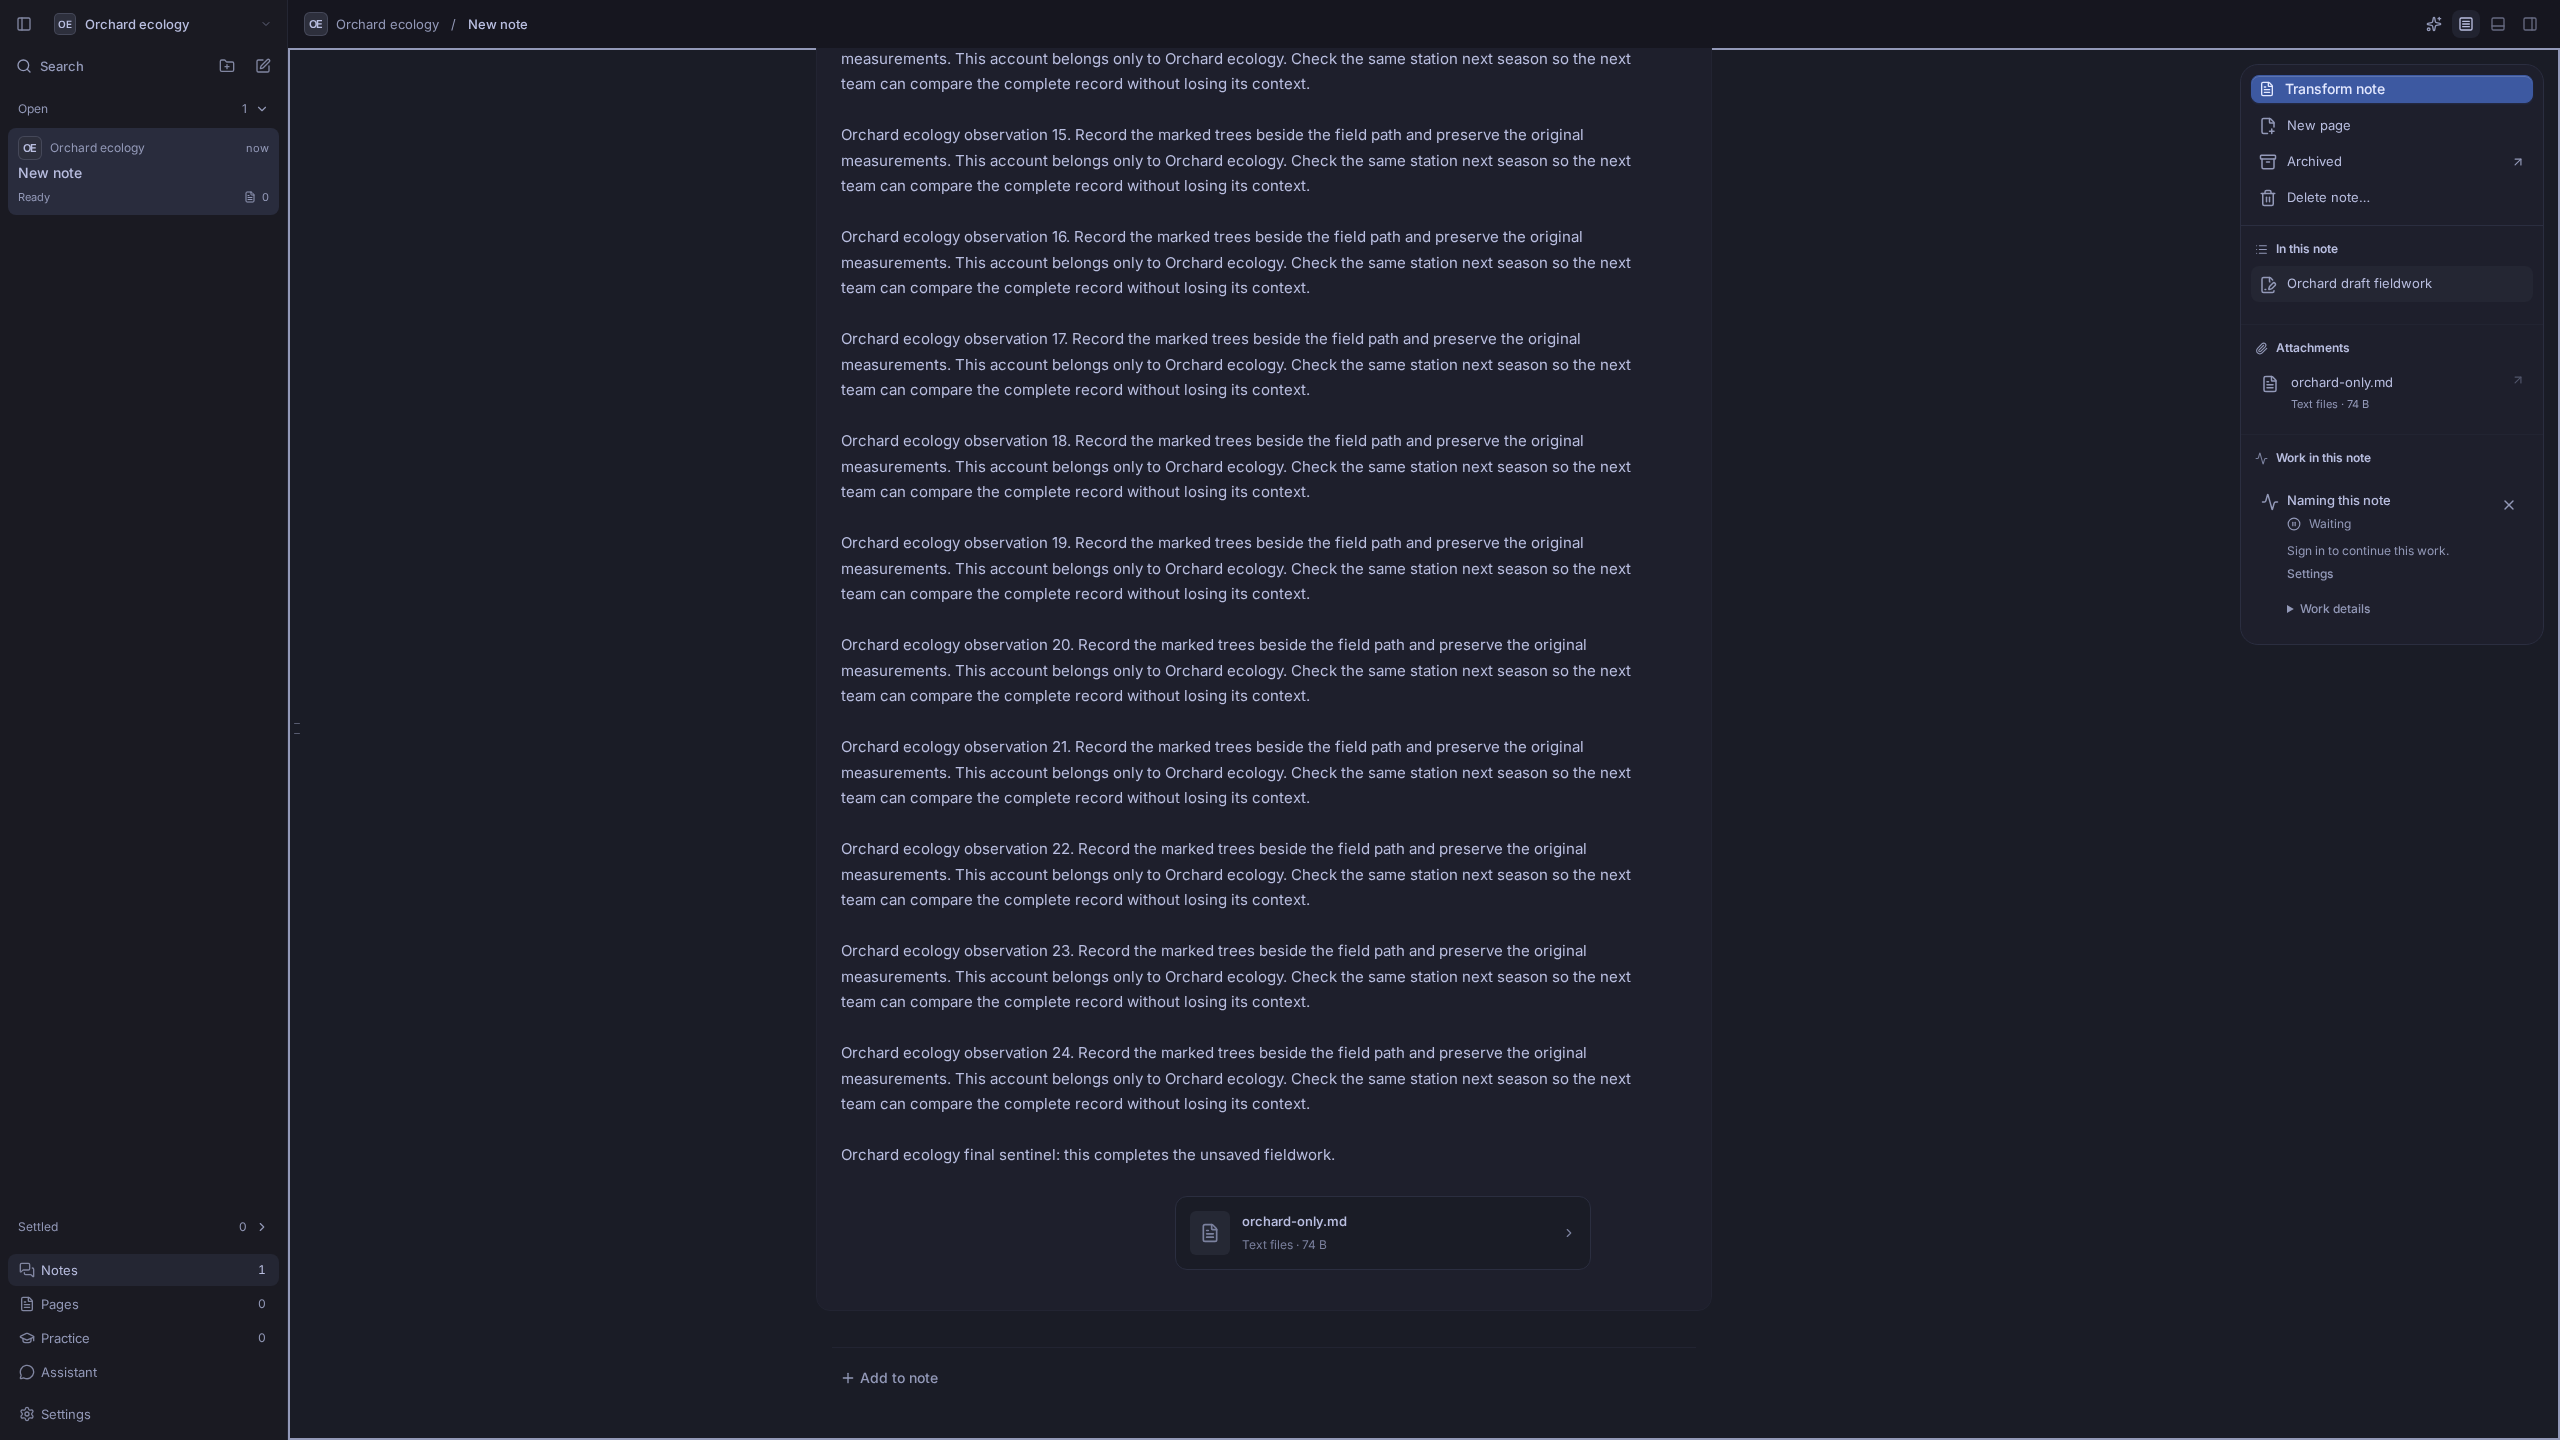 OE Orchard ecology
Search
Open 1
OE Orchard ecology now
New note
Ready 0
Settled 0
Notes 1
Pages 0
Practice 0
Assistant
Settings
OE Orchard ecology / New note
measurements. This account belongs only to Orchard ecology. Check the same station next season so the next
team can compare the complete record without losing its context.
Orchard ecology observation 15. Record the marked trees beside the field path and preserve the original
measurements. This account belongs only to Orchard ecology. Check the same station next season so the next
team can compare the complete record without losing its context.
Orchard ecology observation 16. Record the marked trees beside the field path and preserve the original
measurements. This account belongs only to Orchard ecology. Check the same station next season so the next
team can compare the complete record without losing its context.
Orchard ecology observation 17. Record the marked trees beside the field path and preserve the original
measurements. This account belongs only to Orchard ecology. Check the same station next season so the next
team can compare the complete record without losing its context.
Orchard ecology observation 18. Record the marked trees beside the field path and preserve the original
measurements. This account belongs only to Orchard ecology. Check the same station next season so the next
team can compare the complete record without losing its context.
Orchard ecology observation 19. Record the marked trees beside the field path and preserve the original
measurements. This account belongs only to Orchard ecology. Check the same station next season so the next
team can compare the complete record without losing its context.
Orchard ecology observation 20. Record the marked trees beside the field path and preserve the original
measurements. This account belongs only to Orchard ecology. Check the same station next season so the next
team can compare the complete record without losing its context.
Orchard ecology observation 21. Record the marked trees beside the field path and preserve the original
measurements. This account belongs only to Orchard ecology. Check the same station next season so the next
team can compare the complete record without losing its context.
Orchard ecology observation 22. Record the marked trees beside the field path and preserve the original
measurements. This account belongs only to Orchard ecology. Check the same station next season so the next
team can compare the complete record without losing its context.
Orchard ecology observation 23. Record the marked trees beside the field path and preserve the original
measurements. This account belongs only to Orchard ecology. Check the same station next season so the next
team can compare the complete record without losing its context.
Orchard ecology observation 24. Record the marked trees beside the field path and preserve the original
measurements. This account belongs only to Orchard ecology. Check the same station next season so the next
team can compare the complete record without losing its context.
Orchard ecology final sentinel: this completes the unsaved fieldwork.
orchard-only.md
Text files · 74 B
Add to note
Transform note
New page
Archived
Delete note...
In this note
Orchard draft fieldwork
Attachments
orchard-only.md
Text files · 74 B
Work in this note
Naming this note
Waiting
Sign in to continue this work.
Settings
Work details